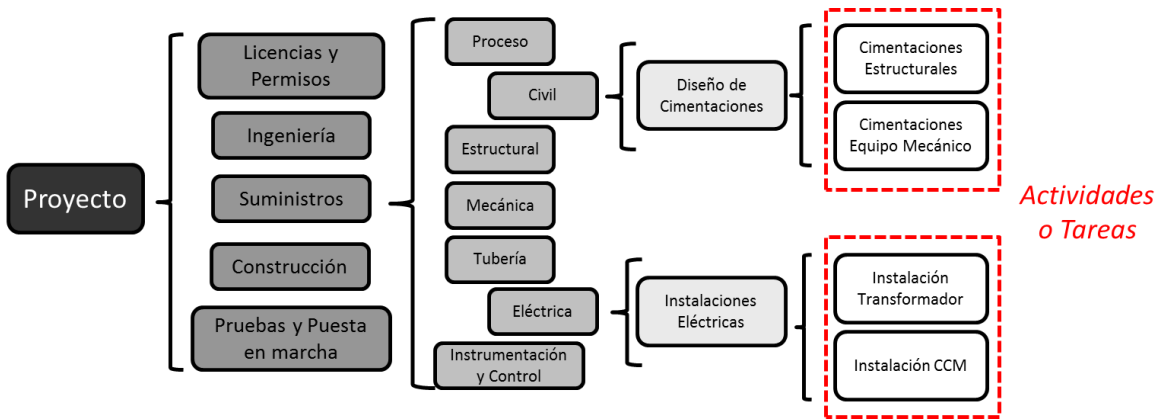 Proyecto
Licencias y
Permisos
Ingeniería
Suministros
Construcción
Pruebas y Puesta
en marcha
Proceso
Civil
Estructural
Mecánica
Tubería
Eléctrica
Instrumentación
y Control
Diseño de
Cimentaciones
Instalaciones
Eléctricas
Cimentaciones
Estructurales
Cimentaciones
Equipo Mecánico
Instalación
Transformador
Instalación CCM
Actividades
o Tareas